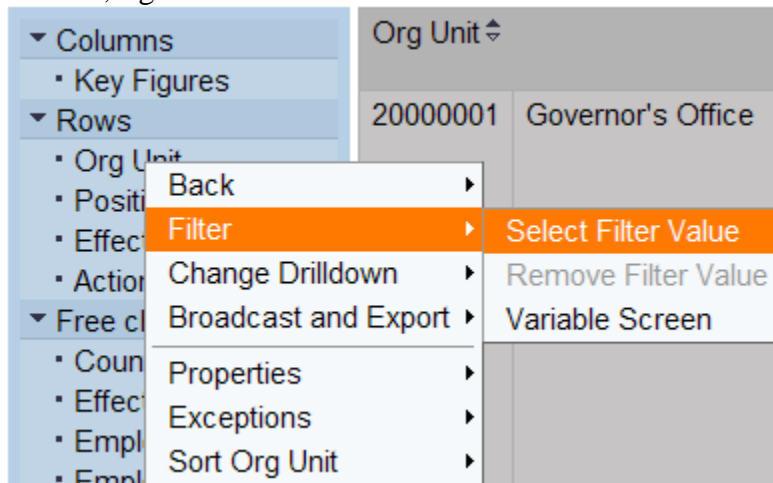 Columns
Key Figures
Rows
Org Unit
Free
Org Unit
20000001 Governor's Office
Back
Filter
Change Drilldown
Broadcast and Export
Properties
Exceptions
Sort Org Unit
Select Filter Value
Remove Filter Value
Variable Screen